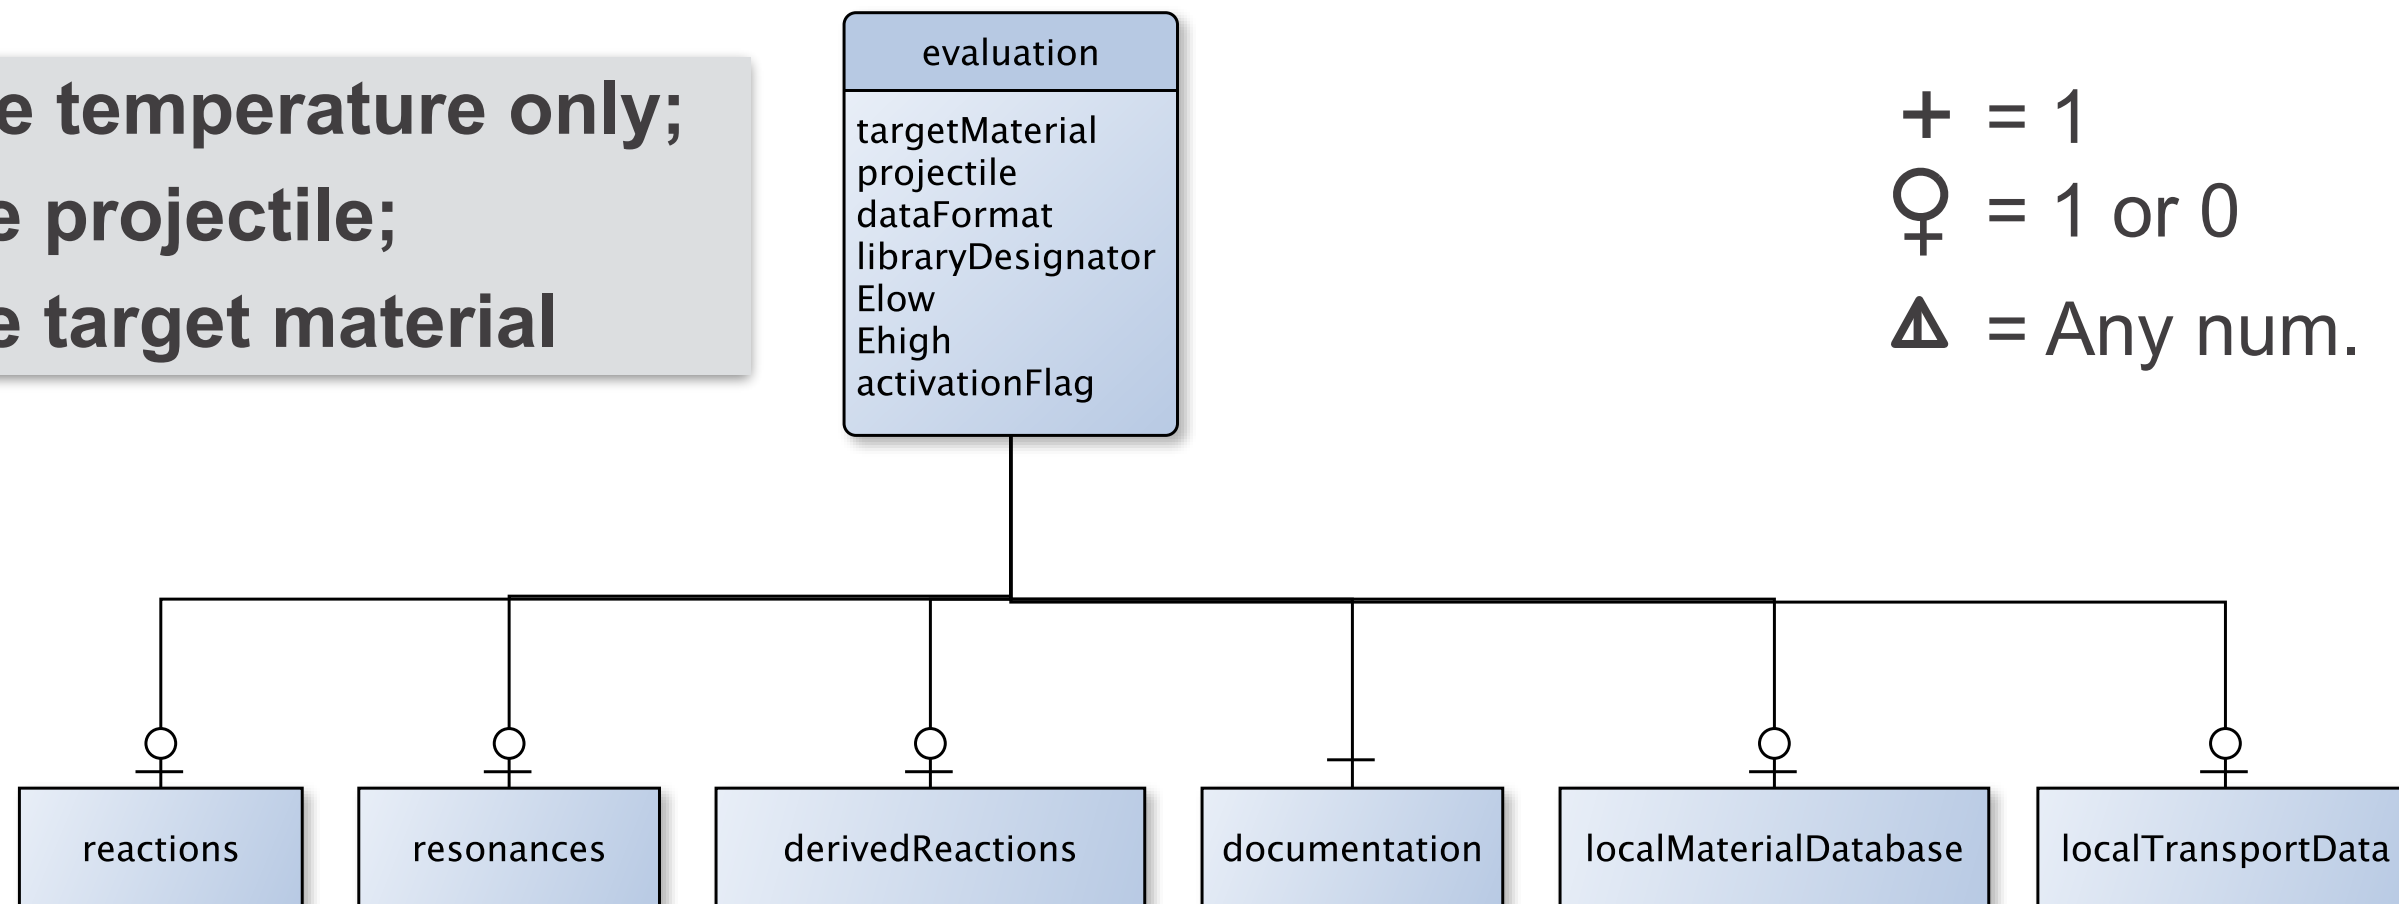 e temperature only;
e projectile;
e target material
evaluation
targetMaterial
projectile
dataFormat
libraryDesignator
Elow
Ehigh
activationFlag
+ = 1
= 1 or 0
= Any num.
reactions
resonances
derivedReactions
documentation
localMaterialDatabase
localTransportData